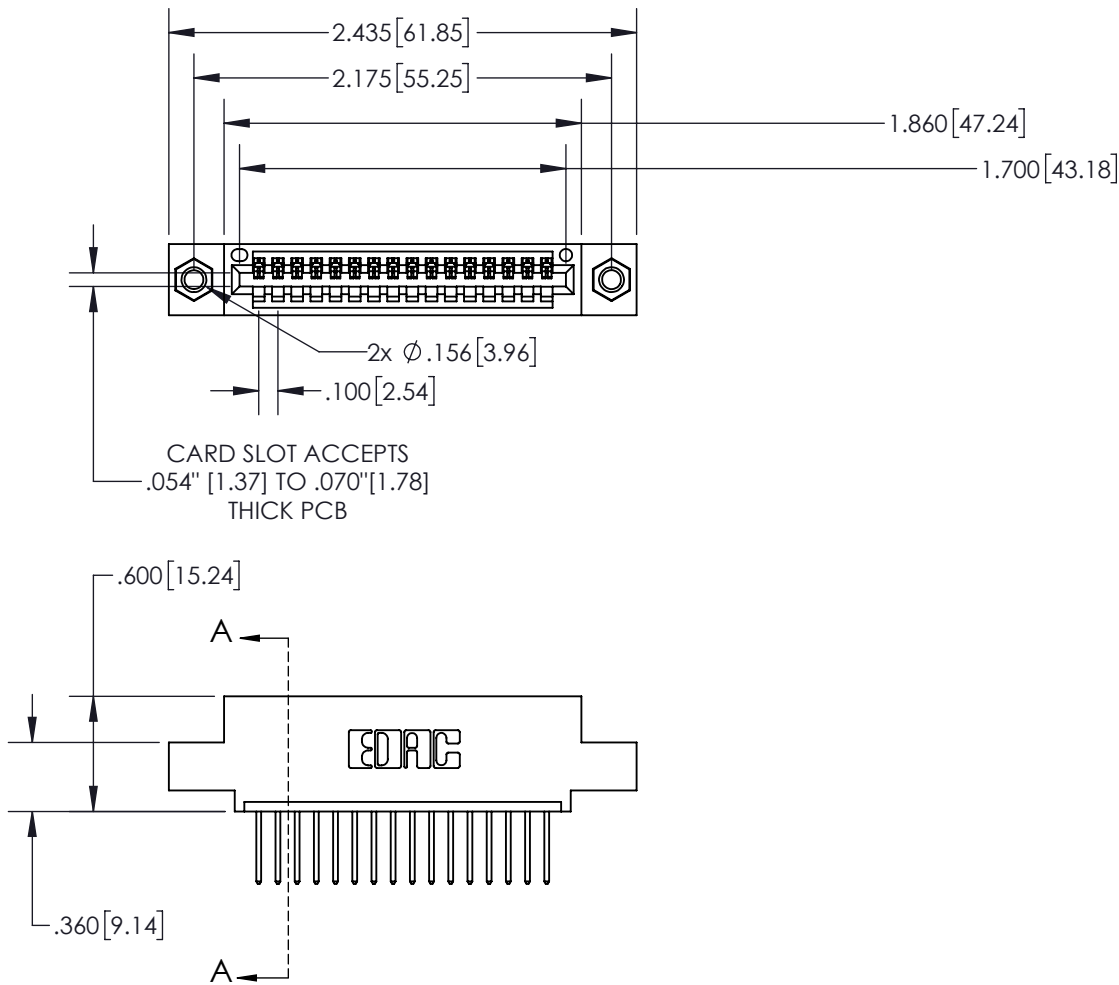 2.435[61.85]
2.175[55.25]
1.860[47.24]
1.700[43.18]
2x Ø.156[3.96]
.100[2.54]
CARD SLOT ACCEPTS
.054" [1.37] TO .070"[1.78]
THICK PCB
.600[15.24]
A
EDAC
.360[9.14]
A